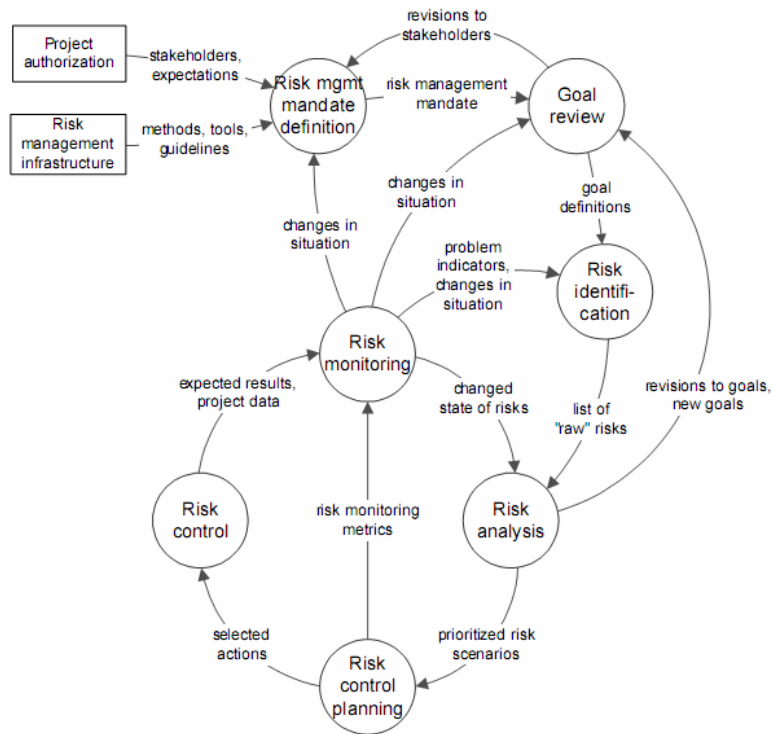 Project
authorization
stakeholders,
expectations
revisions to
stakeholders
Risk mgmt
mandate
definition
risk management
mandate
Goal
review
Risk
management
infrastructure
methods, tools,
guidelines
changes in
situation
changes in
situation
goal
definitions
problem
indicators,
changes in
situation
Risk
identifi-
cation
Risk
monitoring
expected results,
project data
changed
state of risks
list of
"raw" risks
revisions to goals,
new goals
Risk
control
risk monitoring
metrics
Risk
analysis
selected
actions
prioritized risk
scenarios
Risk
control
planning